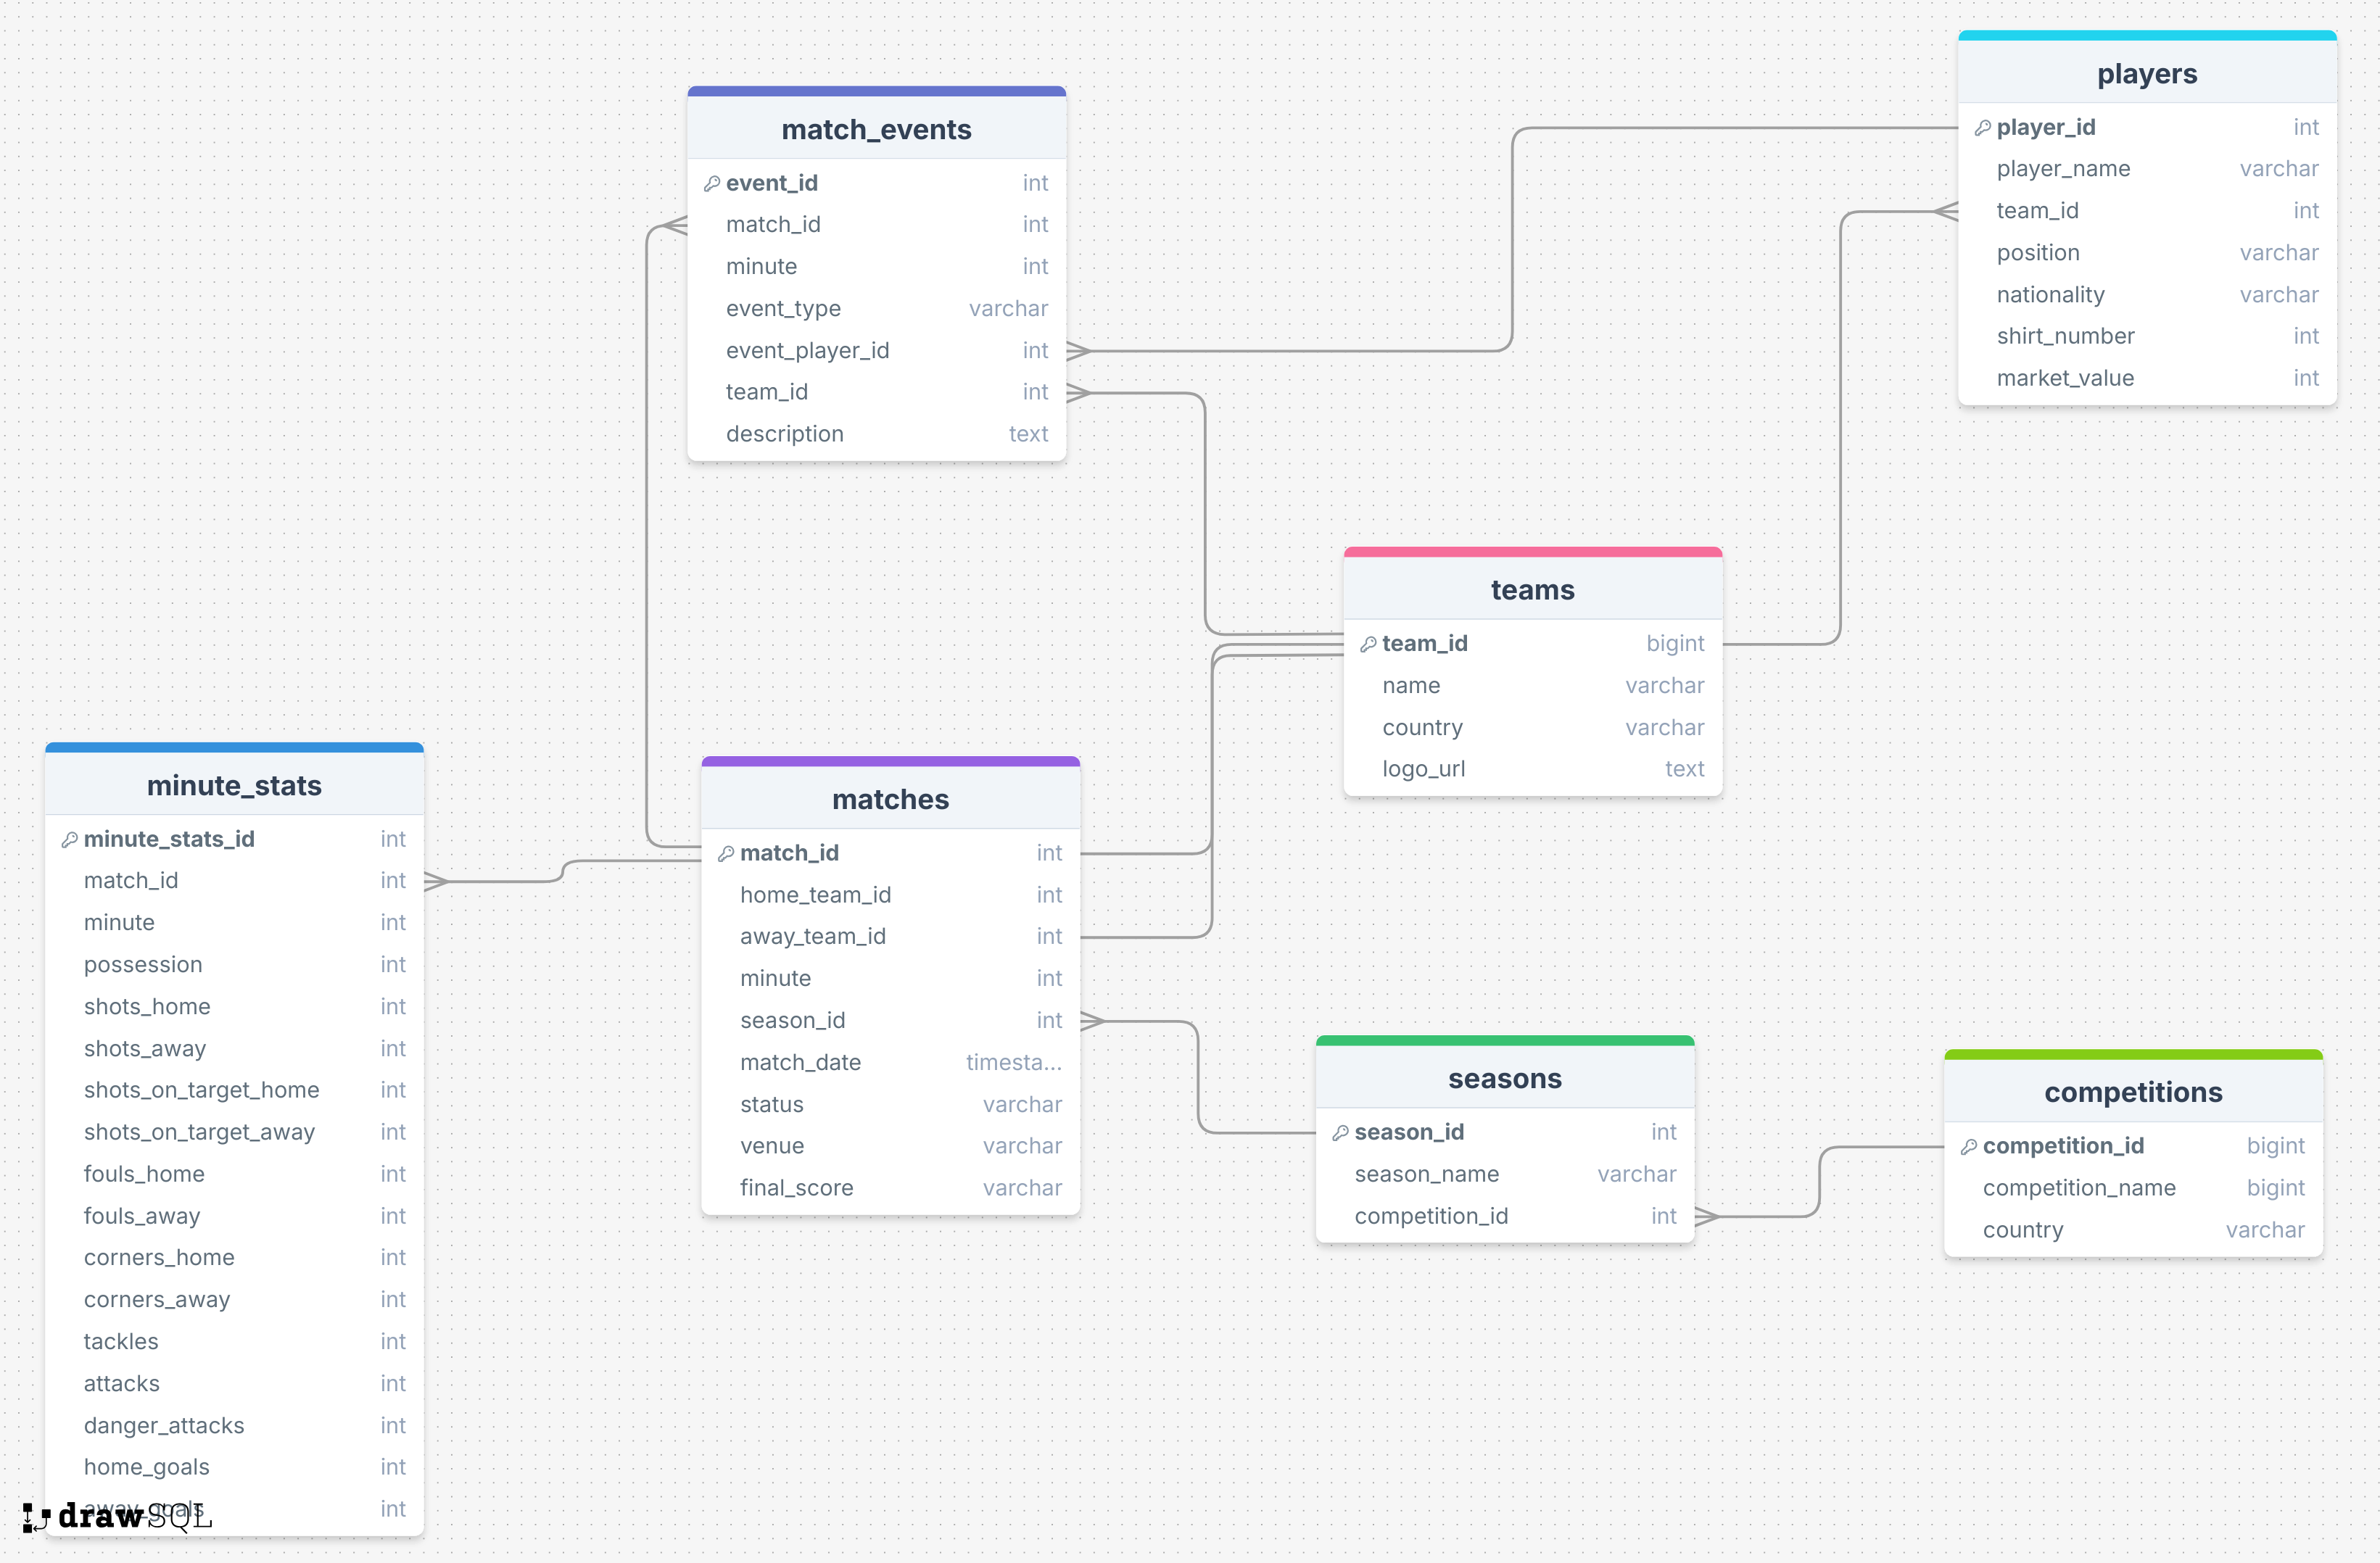 players
player_id int
player_name varchar
team_id int
position varchar
nationality varchar
shirt_number int
market_value int
match_events
event_id int
match_id int
minute int
event_type varchar
event_player_id int
team_id int
description text
teams
team_id bigint
name varchar
country varchar
logo_url text
minute_stats
minute_stats_id int
match_id int
minute int
possession int
shots_home int
shots_away int
shots_on_target_home int
shots_on_target_away int
fouls_home int
fouls_away int
corners_home int
corners_away int
tackles int
attacks int
danger_attacks int
home_goals int
away_goals int
matches
match_id int
home_team_id int
away_team_id int
minute int
season_id int
match_date timesta...
status varchar
venue varchar
final_score varchar
seasons
season_id int
season_name varchar
competition_id int
competitions
competition_id bigint
competition_name bigint
country varchar
drawSQL